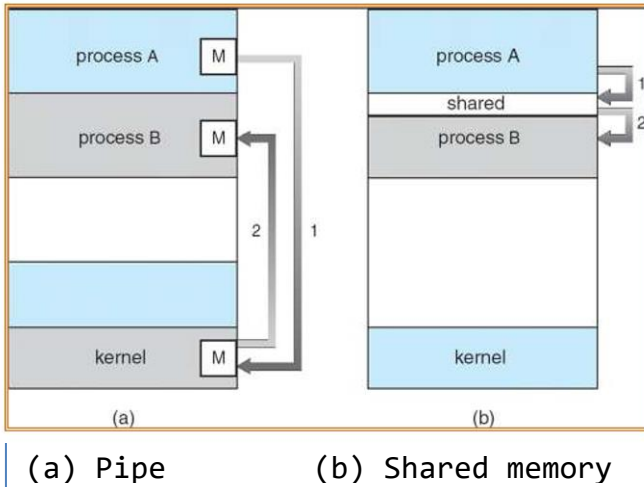 process A
M
process B
M
2
1
kernel
M
(a)
process A
1
shared
2
process B
kernel
(b)
(a) Pipe (b) Shared memory